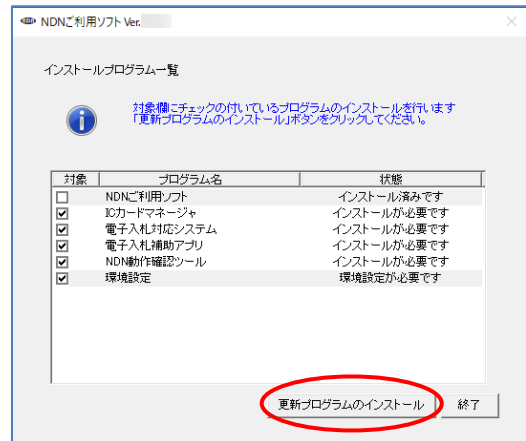 NDNご利用ソフト Ver.
インストールプログラム一覧
対象欄にチェックの付いているプログラムのインストールを行います
「更新プログラムのインストール」ボタンをクリックしてください。
対象 プログラム名 状態
NDNご利用ソフト インストール済みです
ICカードマネージャ インストールが必要です
電子入札対応システム インストールが必要です
電子入札補助アプリ インストールが必要です
NDN動作確認ツール インストールが必要です
環境設定 環境設定が必要です
更新プログラムのインストール 終了